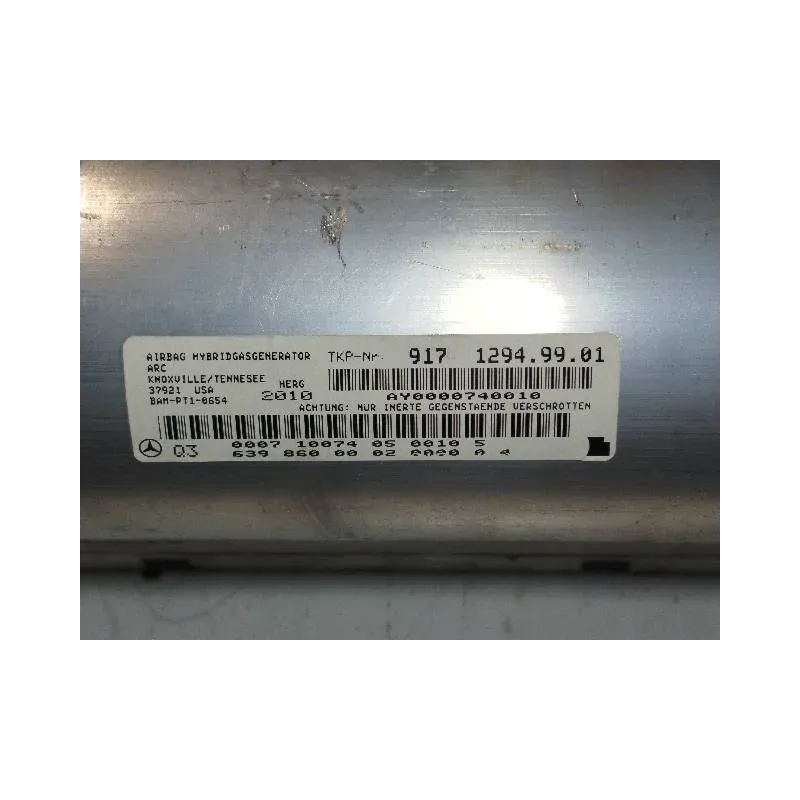 AIRBAG HYBRIDGASGENERATOR TKP-Nr. 917 1294.99.01
ARC
KNOXVILLE/TENNESEE HERG
37921 USA 2010 AY0000740010
BAM-PT1-0654 ACHTUNG: NUR INERTE GEGENSTAENDE VERSCHROTTEN
Q3 0007 10074 05 0010 5
639 860 00 02